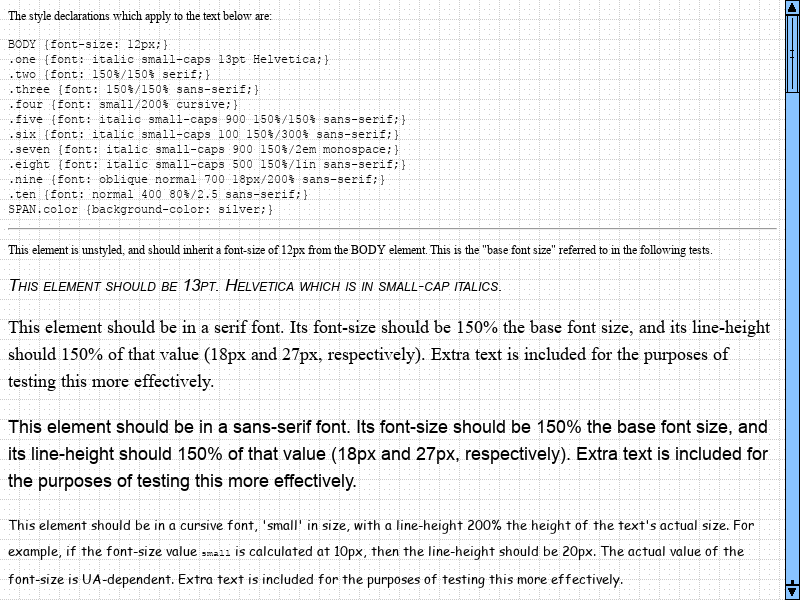 The style declarations which apply to the text below are:
BODY {font-size: 12px;}
.one {font: italic small-caps 13pt Helvetica;}
.two {font: 150%/150% serif;}
.three {font: 150%/150% sans-serif;}
.four {font: small/200% cursive;}
.five {font: italic small-caps 900 150%/150% sans-serif;}
.six {font: italic small-caps 100 150%/300% sans-serif;}
.seven {font: italic small-caps 900 150%/2em monospace;}
.eight {font: italic small-caps 500 150%/1in sans-serif;}
.nine {font: oblique normal 700 18px/200% sans-serif;}
.ten {font: normal 400 80%/2.5 sans-serif;}
SPAN.color {background-color: silver;}
This element is unstyled, and should inherit a font-size of 12px from the BODY element. This is the "base font size" referred to in the following tests.
This element should be 13pt. Helvetica which is in small-cap italics.
This element should be in a serif font. Its font-size should be 150% the base font size, and its line-height
should 150% of that value (18px and 27px, respectively). Extra text is included for the purposes of
testing this more effectively.
This element should be in a sans-serif font. Its font-size should be 150% the base font size, and
its line-height should 150% of that value (18px and 27px, respectively). Extra text is included for
the purposes of testing this more effectively.
This element should be in a cursive font, 'small' in size, with a line-height 200% the height of the text's actual size. For
example, if the font-size value small is calculated at 10px, then the line-height should be 20px. The actual value of the
font-size is UA-dependent. Extra text is included for the purposes of testing this more effectively.